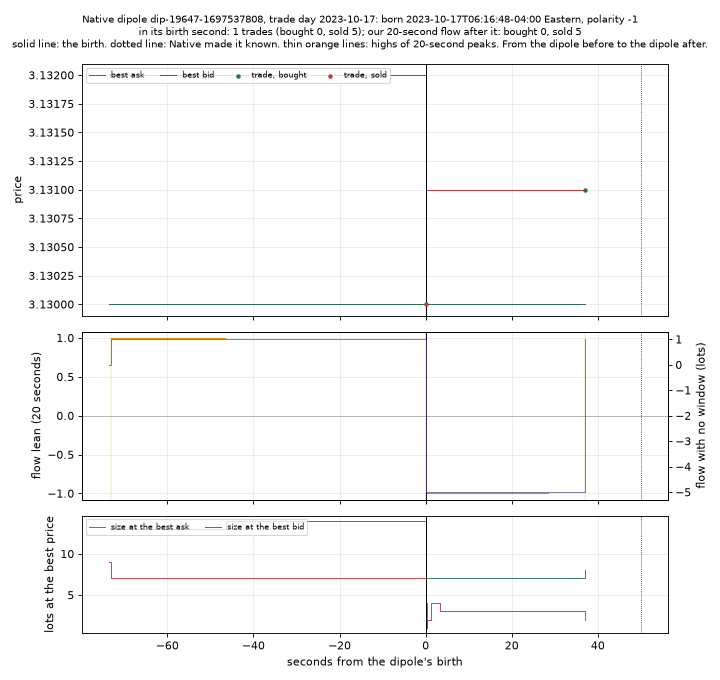 Native dipole dip-19647-1697537808, trade day 2023-10-17: born 2023-10-17T06:16:48-04:00 Eastern, polarity -1
in its birth second: 1 trades (bought 0, sold 5); our 20-second flow after it: bought 0, sold 5
solid line: the birth. dotted line: Native made it known. thin orange lines: highs of 20-second peaks. From the dipole before to the dipole after.
best ask best bid trade, bought trade, sold
3.13200
3.13175
3.13150
3.13125
3.13100
3.13075
3.13050
3.13025
3.13000
price
1.0
0.5
0.0
−0.5
−1.0
flow lean (20 seconds)
1
0
−1
−2
−3
−4
−5
flow with no window (lots)
size at the best ask size at the best bid
10
5
lots at the best price
−60 −40 −20 0 20 40
seconds from the dipole's birth